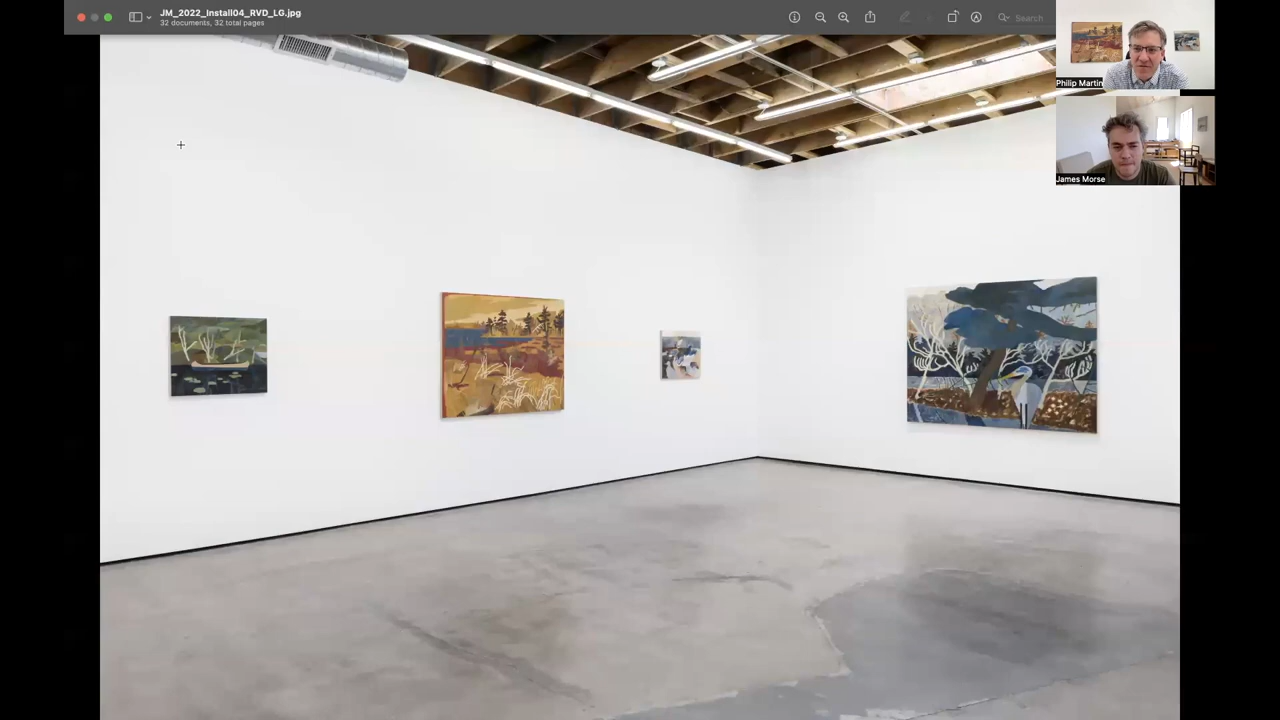 JM_2022_Install04_RVD_LG.jpg
32 documents, 32 total pages
Search
Philip Martin
James Morse